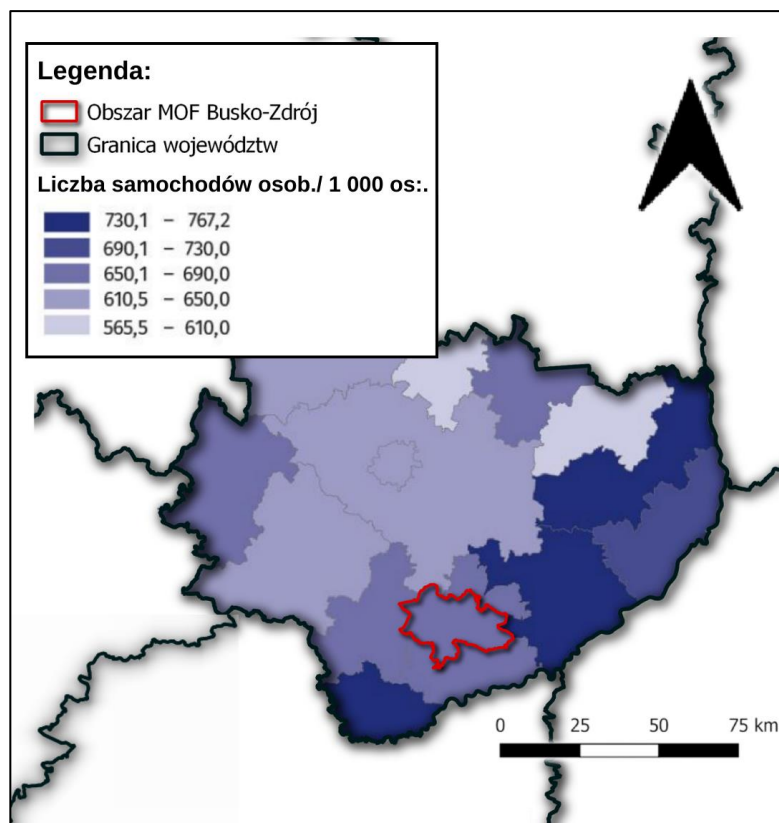 Legenda:
Obszar MOF Busko-Zdrój
Granica województw
Liczba samochodów osob./ 1 000 os:.
730,1 – 767,2
690,1 – 730,0
650,1 – 690,0
610,5 – 650,0
565,5 – 610,0
0 25 50 75 km